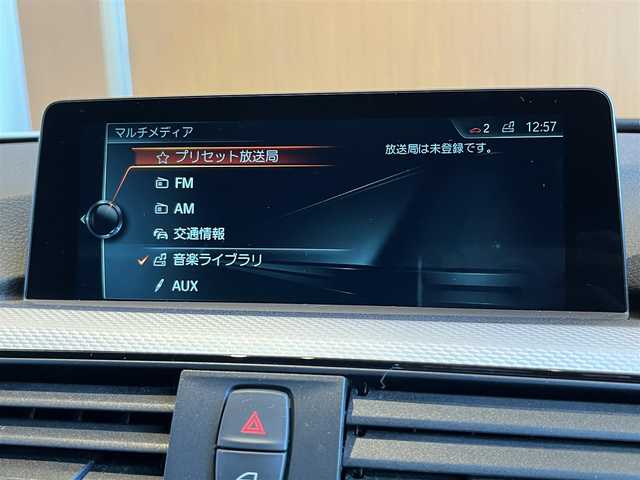 マルチメディア
2 12:57
プリセット放送局
放送局は未登録です。
FM
AM
交通情報
音楽ライブラリ
AUX